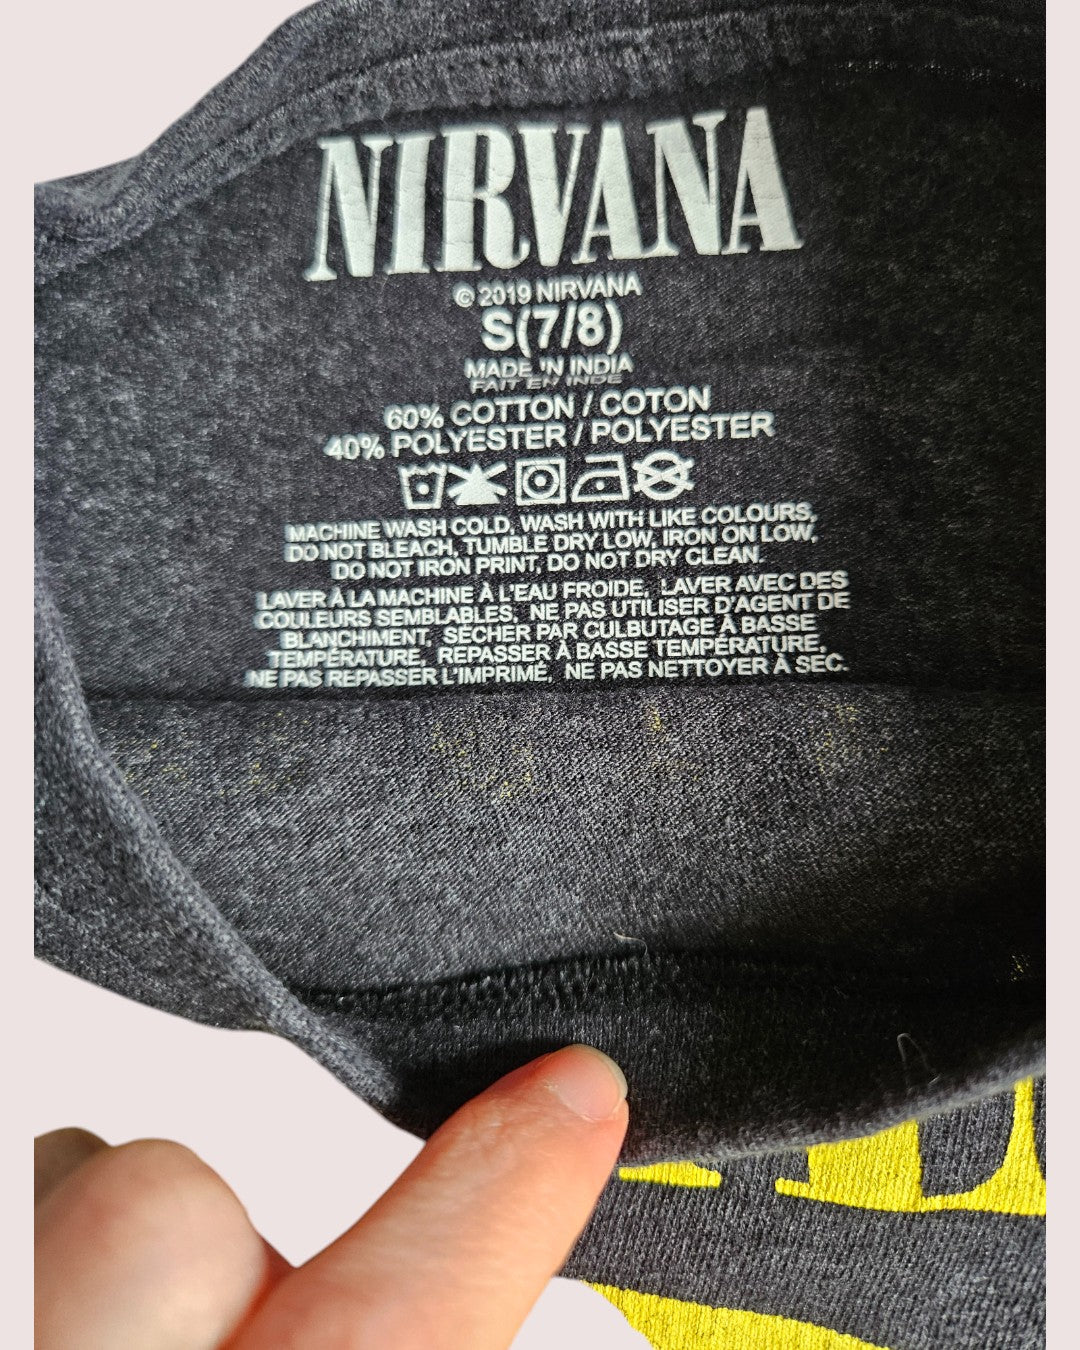 NIRVANA
© 2019 NIRVANA
S(7/8)
MADE IN INDIA
FAIT EN INDE
60% COTTON / COTON
40% POLYESTER / POLYESTER
MACHINE WASH COLD, WASH WITH LIKE COLOURS,
DO NOT BLEACH, TUMBLE DRY LOW, IRON ON LOW,
DO NOT IRON PRINT, DO NOT DRY CLEAN.
LAVER À LA MACHINE À L'EAU FROIDE, LAVER AVEC DES
COULEURS SEMBLABLES, NE PAS UTILISER D'AGENT DE
BLANCHIMENT, SÉCHER PAR CULBUTAGE À BASSE
TEMPÉRATURE, REPASSER À BASSE TEMPÉRATURE,
NE PAS REPASSER L'IMPRIMÉ, NE PAS NETTOYER À SEC.